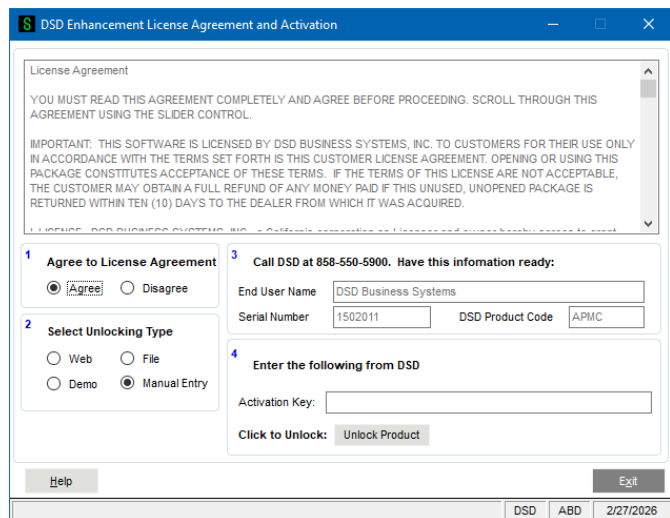 S DSD Enhancement License Agreement and Activation
License Agreement
YOU MUST READ THIS AGREEMENT COMPLETELY AND AGREE BEFORE PROCEEDING. SCROLL THROUGH THIS
AGREEMENT USING THE SLIDER CONTROL.
IMPORTANT: THIS SOFTWARE IS LICENSED BY DSD BUSINESS SYSTEMS, INC. TO CUSTOMERS FOR THEIR USE ONLY
IN ACCORDANCE WITH THE TERMS SET FORTH IS THIS CUSTOMER LICENSE AGREEMENT. OPENING OR USING THIS
PACKAGE CONSTITUTES ACCEPTANCE OF THESE TERMS. IF THE TERMS OF THIS LICENSE ARE NOT ACCEPTABLE,
THE CUSTOMER MAY OBTAIN A FULL REFUND OF ANY MONEY PAID IF THIS UNUSED, UNOPENED PACKAGE IS
RETURNED WITHIN TEN (10) DAYS TO THE DEALER FROM WHICH IT WAS ACQUIRED.
1 Agree to License Agreement
Agree Disagree
2 Select Unlocking Type
Web File
Demo Manual Entry
3 Call DSD at 858-550-5900. Have this infomation ready:
End User Name DSD Business Systems
Serial Number 1502011 DSD Product Code APMC
4 Enter the following from DSD
Activation Key:
Click to Unlock: Unlock Product
Help Exit
DSD ABD 2/27/2026